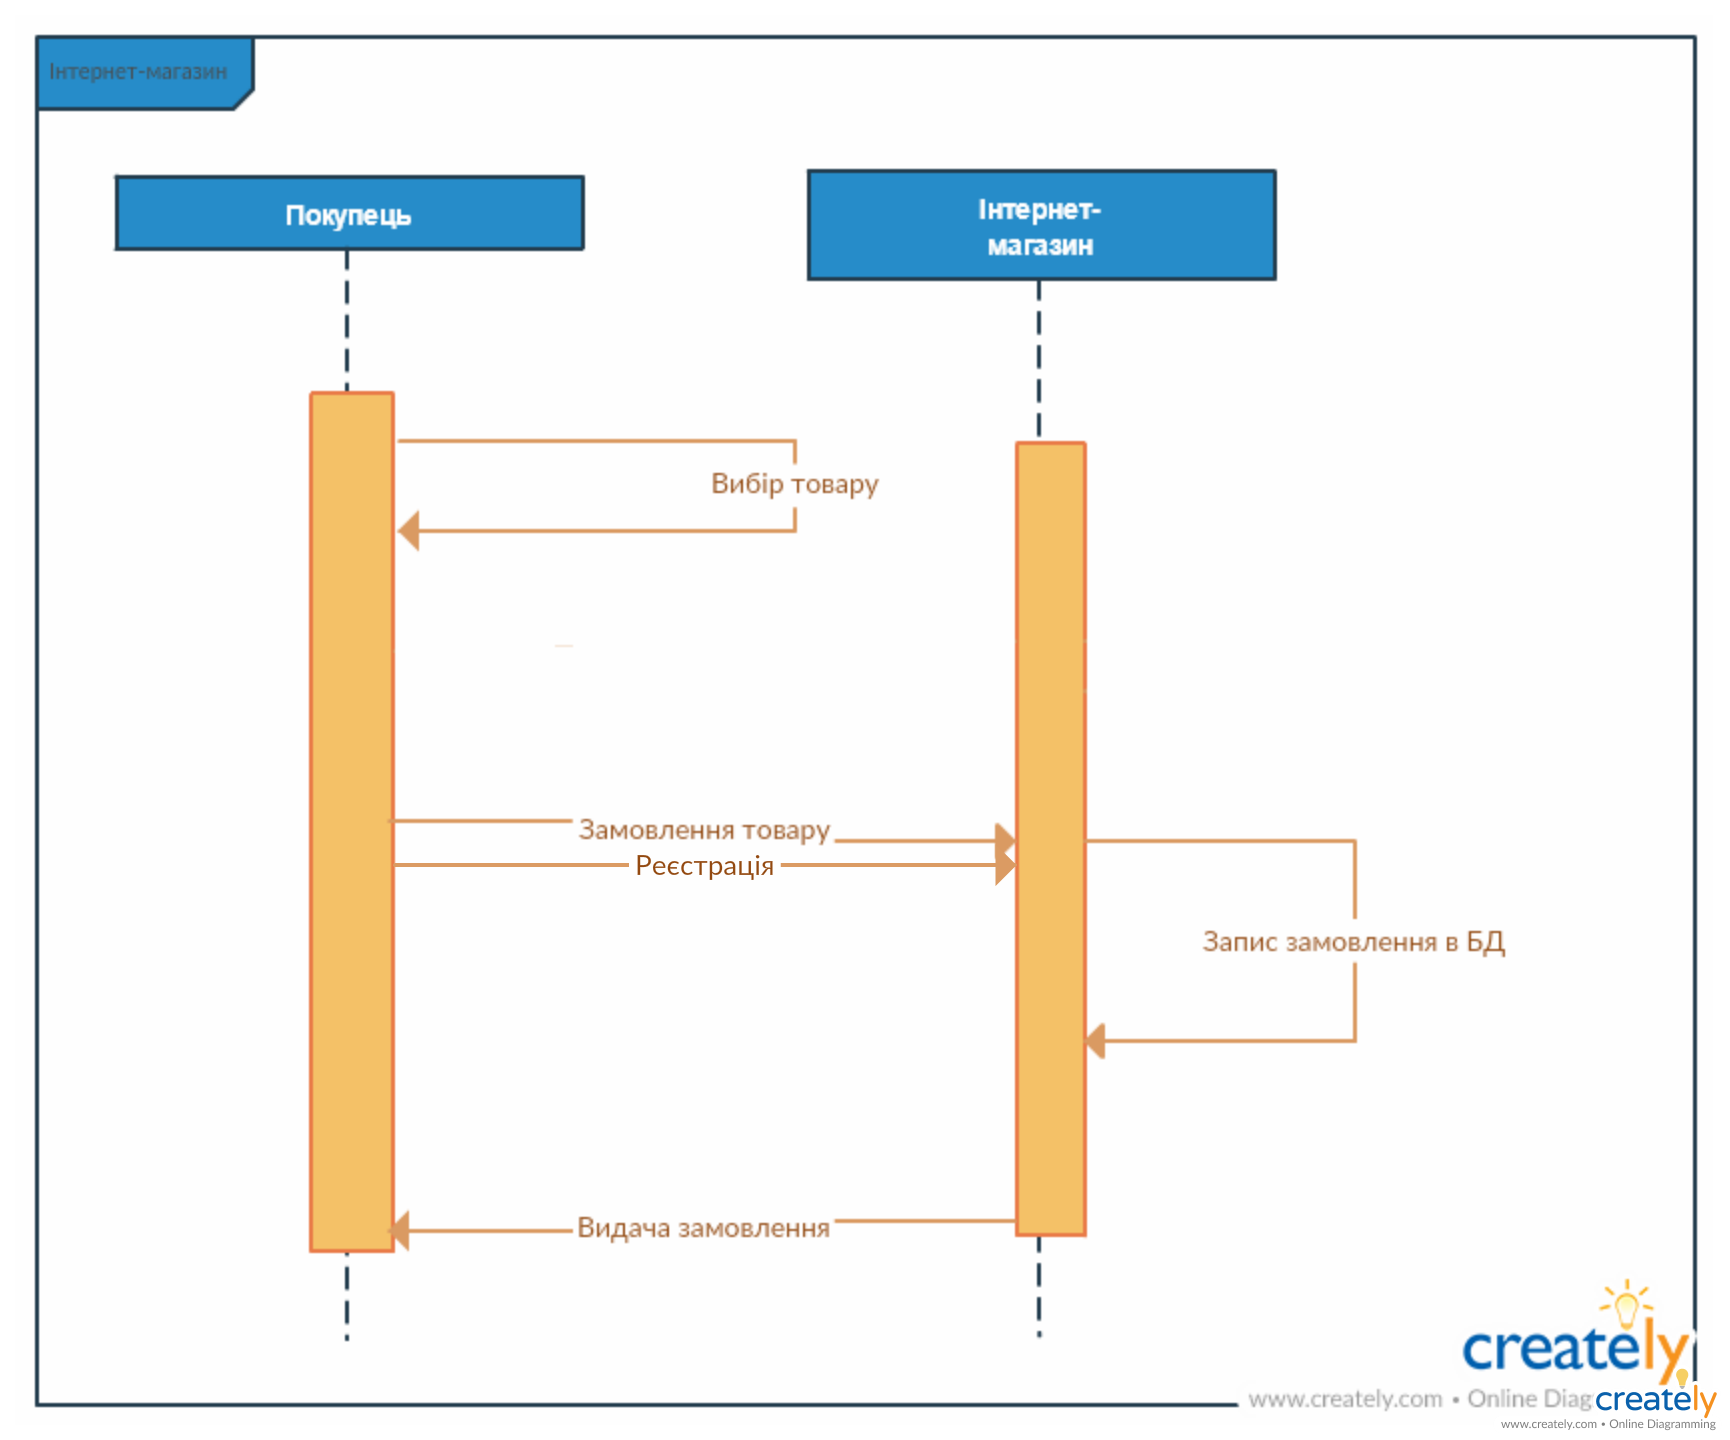 Інтернет-магазин
Покупець
Інтернет-
магазин
Вибір товару
Замовлення товару
Реєстрація
Запис замовлення в БД
Видача замовлення
creately
www.creately.com • Online Diag
creately
www.creately.com • Online Diagramming